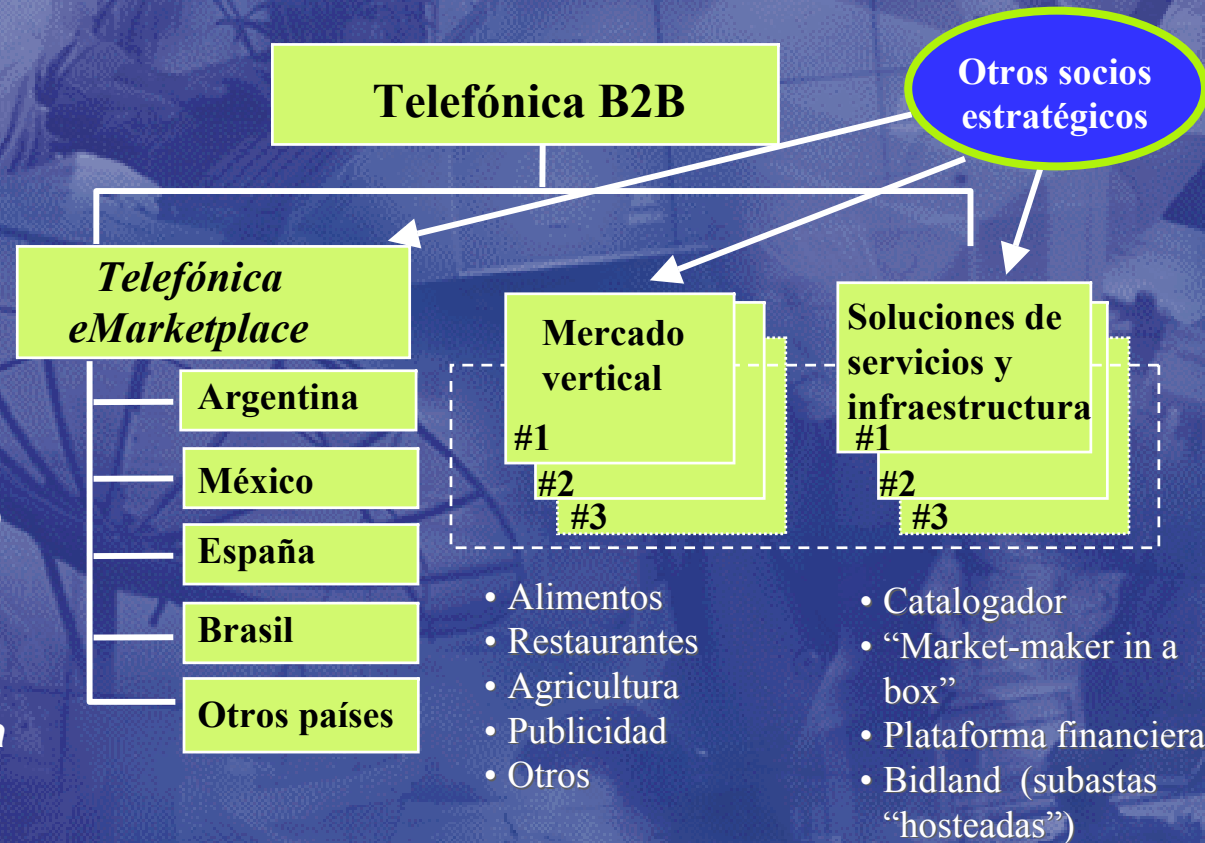 Telefónica B2B
Otros socios
estratégicos
Telefónica
eMarketplace
Argentina
México
España
Brasil
Otros países
Mercado
vertical
#1
#2
#3
Soluciones de
servicios y
infraestructura
#1
#2
#3
• Alimentos
• Restaurantes
• Agricultura
• Publicidad
• Otros
• Catalogador
• “Market-maker in a
box”
• Plataforma financiera
• Bidland (subastas
“hosteadas”)